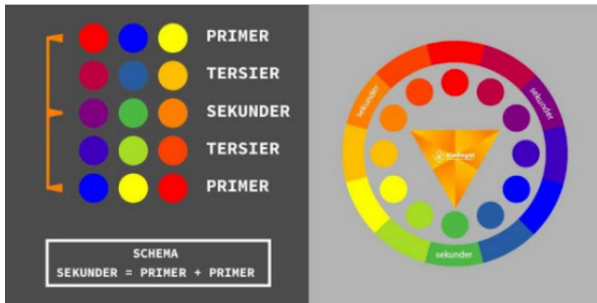 PRIMER
TERSIER
SEKUNDER
TERSIER
PRIMER
SCHEMA
SEKUNDER = PRIMER + PRIMER
sekunder
sekunder
sekunder